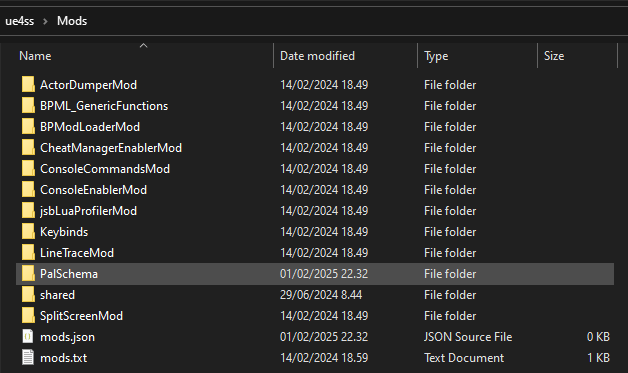 ue4ss > Mods
Name Date modified Type Size
ActorDumperMod 14/02/2024 18.49 File folder
BPML_GenericFunctions 14/02/2024 18.49 File folder
BPModLoaderMod 14/02/2024 18.49 File folder
CheatManagerEnablerMod 14/02/2024 18.49 File folder
ConsoleCommandsMod 14/02/2024 18.49 File folder
ConsoleEnablerMod 14/02/2024 18.49 File folder
jsbLuaProfilerMod 14/02/2024 18.49 File folder
Keybinds 14/02/2024 18.49 File folder
LineTraceMod 14/02/2024 18.49 File folder
PalSchema 01/02/2025 22.32 File folder
shared 29/06/2024 8.44 File folder
SplitScreenMod 14/02/2024 18.49 File folder
mods.json 01/02/2025 22.32 JSON Source File 0 KB
mods.txt 14/02/2024 18.59 Text Document 1 KB